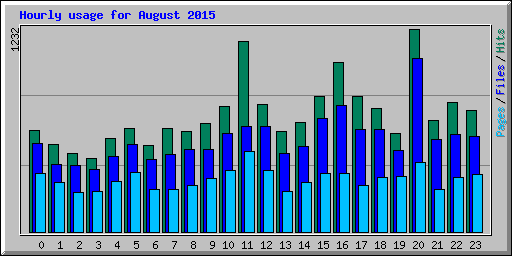 Hourly usage for August 2015
1232
Pages / Files / Hits
0 1 2 3 4 5 6 7 8 9 10 11 12 13 14 15 16 17 18 19 20 21 22 23